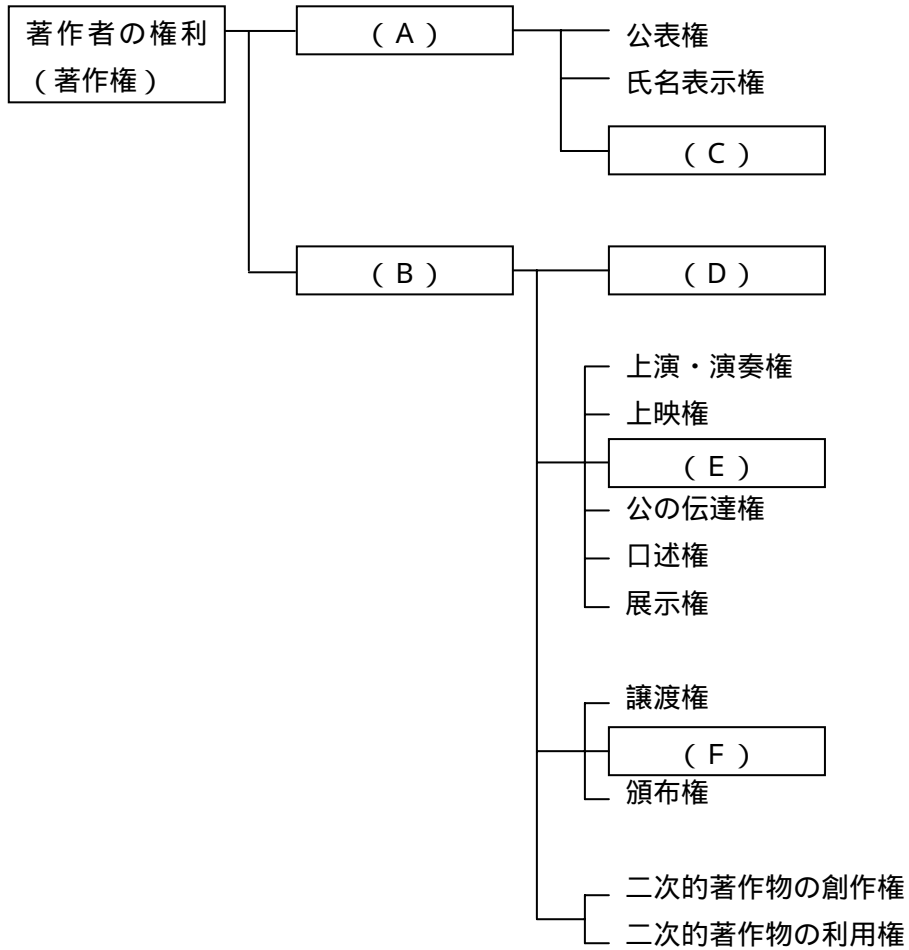 著作者の権利
（著作権）
（A）
公表権
氏名表示権
（C）
（B）
（D）
上演・演奏権
上映権
（E）
公の伝達権
口述権
展示権
譲渡権
（F）
頒布権
二次的著作物の創作権
二次的著作物の利用権